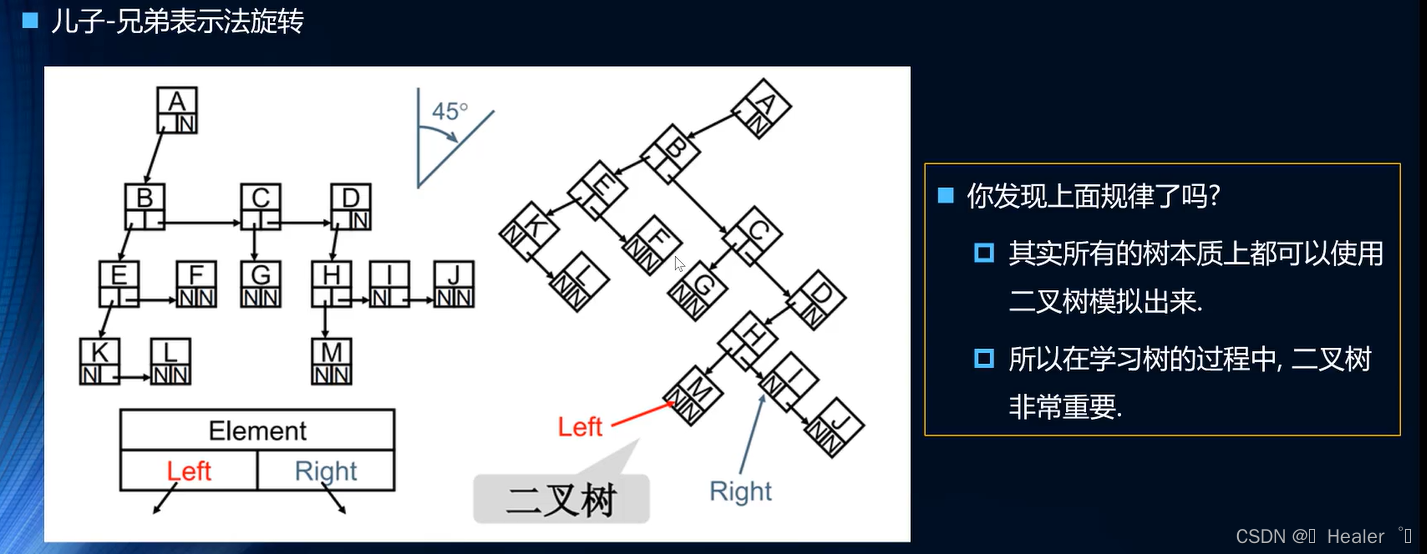 儿子-兄弟表示法旋转
A
N
B C D
N
E F G H I J
NN NN N NN
K L M
N NN NN
Element
Left Right
45°
A
N
B
E
K F C
N NN
L G D
NN NN N
H
M I J
NN N NN
Left
Right
二叉树
你发现上面规律了吗?
其实所有的树本质上都可以使用
二叉树模拟出来.
所以在学习树的过程中, 二叉树
非常重要.
CSDN @ Healer